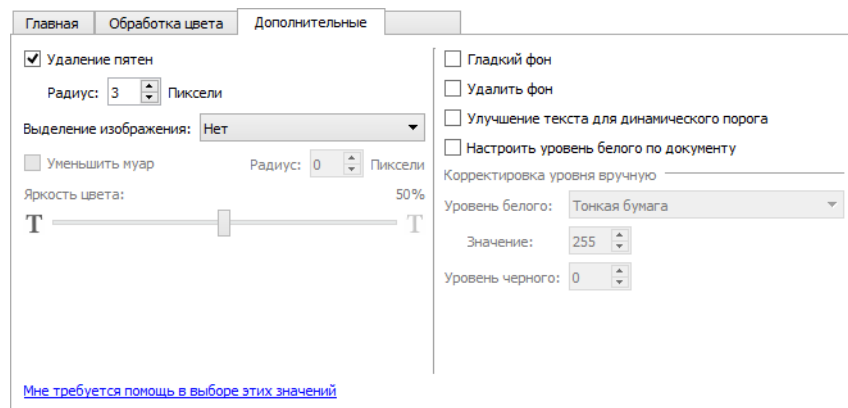 Главная Обработка цвета Дополнительные
Удаление пятен
Радиус: 3 Пиксели
Выделение изображения: Нет
Уменьшить муар Радиус: 0 Пиксели
Яркость цвета: 50%
T T
Гладкий фон
Удалить фон
Улучшение текста для динамического порога
Настроить уровень белого по документу
Корректировка уровня вручную
Уровень белого: Тонкая бумага
Значение: 255
Уровень черного: 0
Мне требуется помощь в выборе этих значений